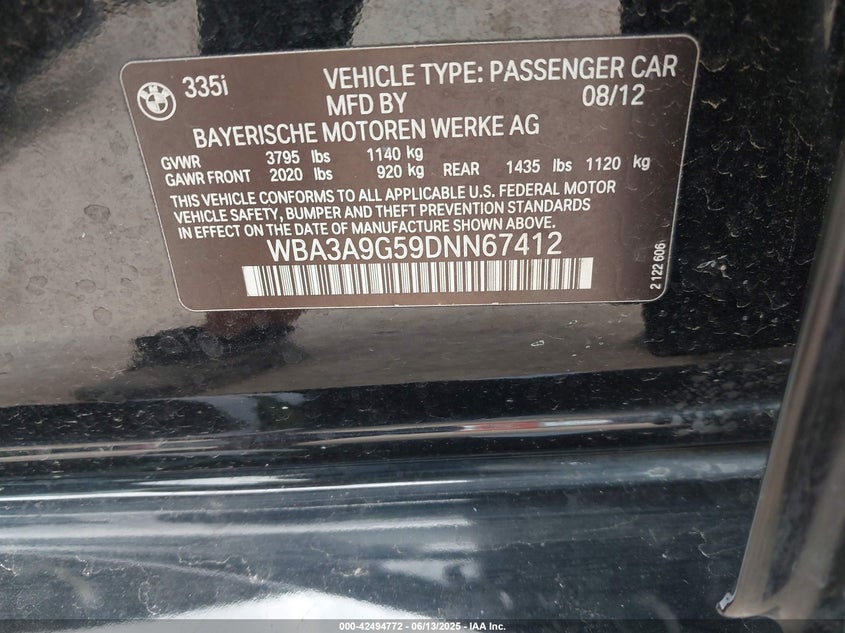 335i
VEHICLE TYPE: PASSENGER CAR
MFD BY 08/12
BAYERISCHE MOTOREN WERKE AG
GVWR 3795 lbs 1140 kg
GAWR FRONT 2020 lbs 920 kg REAR 1435 lbs 1120 kg
THIS VEHICLE CONFORMS TO ALL APPLICABLE U.S. FEDERAL MOTOR
VEHICLE SAFETY, BUMPER AND THEFT PREVENTION STANDARDS
IN EFFECT ON THE DATE OF MANUFACTURE SHOWN ABOVE.
WBA3A9G59DNN67412
2 122 606
000-42494772 - 06/13/2025 - IAA Inc.